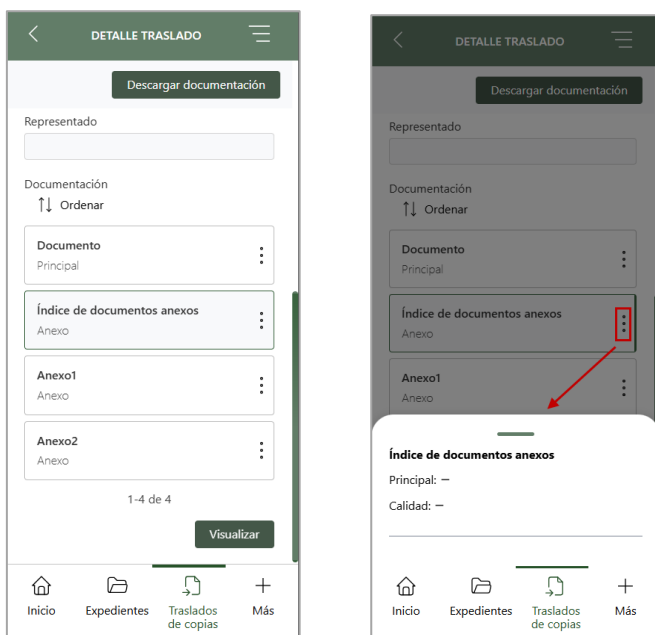 DETALLE TRASLADO
Descargar documentación
Representado
Documentación
↑↓ Ordenar
Documento
Principal
Índice de documentos anexos
Anexo
Anexo1
Anexo
Anexo2
Anexo
1-4 de 4
Visualizar
Inicio
Expedientes
Traslados
de copias
Más
DETALLE TRASLADO
Descargar documentación
Representado
Documentación
↑↓ Ordenar
Documento
Principal
Índice de documentos anexos
Anexo
Anexo1
Anexo
Índice de documentos anexos
Principal: —
Calidad: —
Inicio
Expedientes
Traslados
de copias
Más